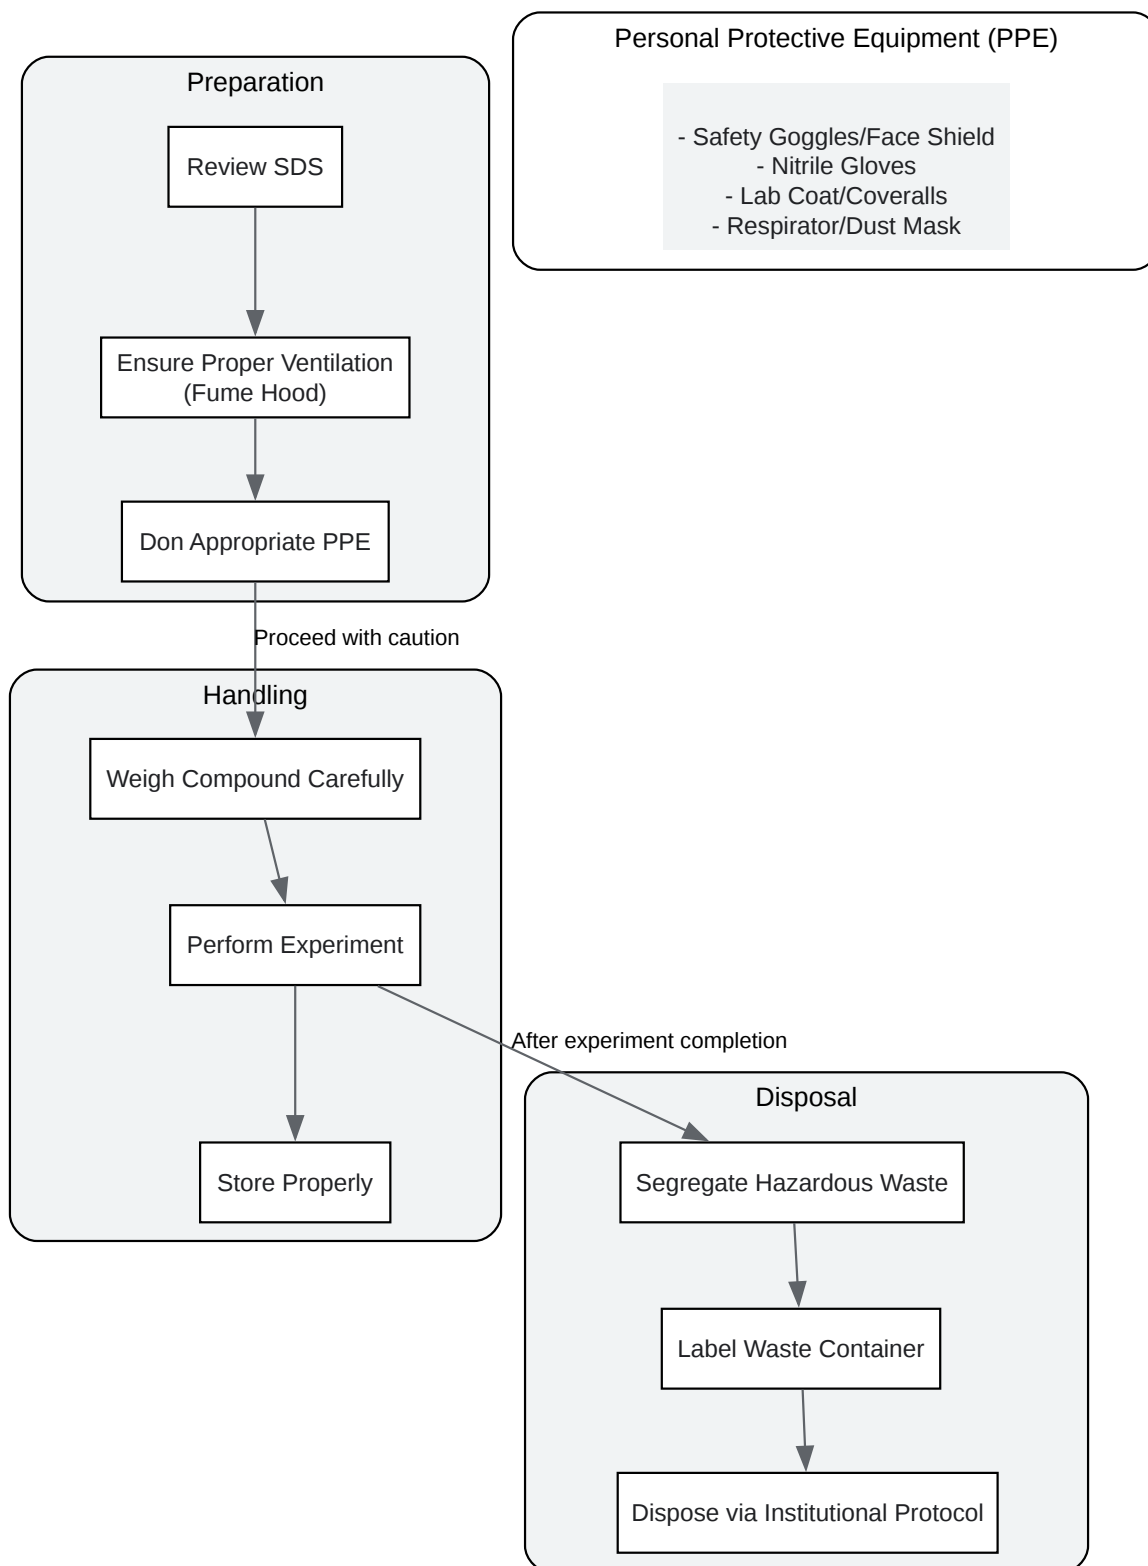 Personal Protective Equipment (PPE)
- Safety Goggles/Face Shield
- Nitrile Gloves
- Lab Coat/Coveralls
- Respirator/Dust Mask
Preparation
Review SDS
Ensure Proper Ventilation
(Fume Hood)
Don Appropriate PPE
Proceed with caution
Handling
Weigh Compound Carefully
Perform Experiment
Store Properly
After experiment completion
Disposal
Segregate Hazardous Waste
Label Waste Container
Dispose via Institutional Protocol